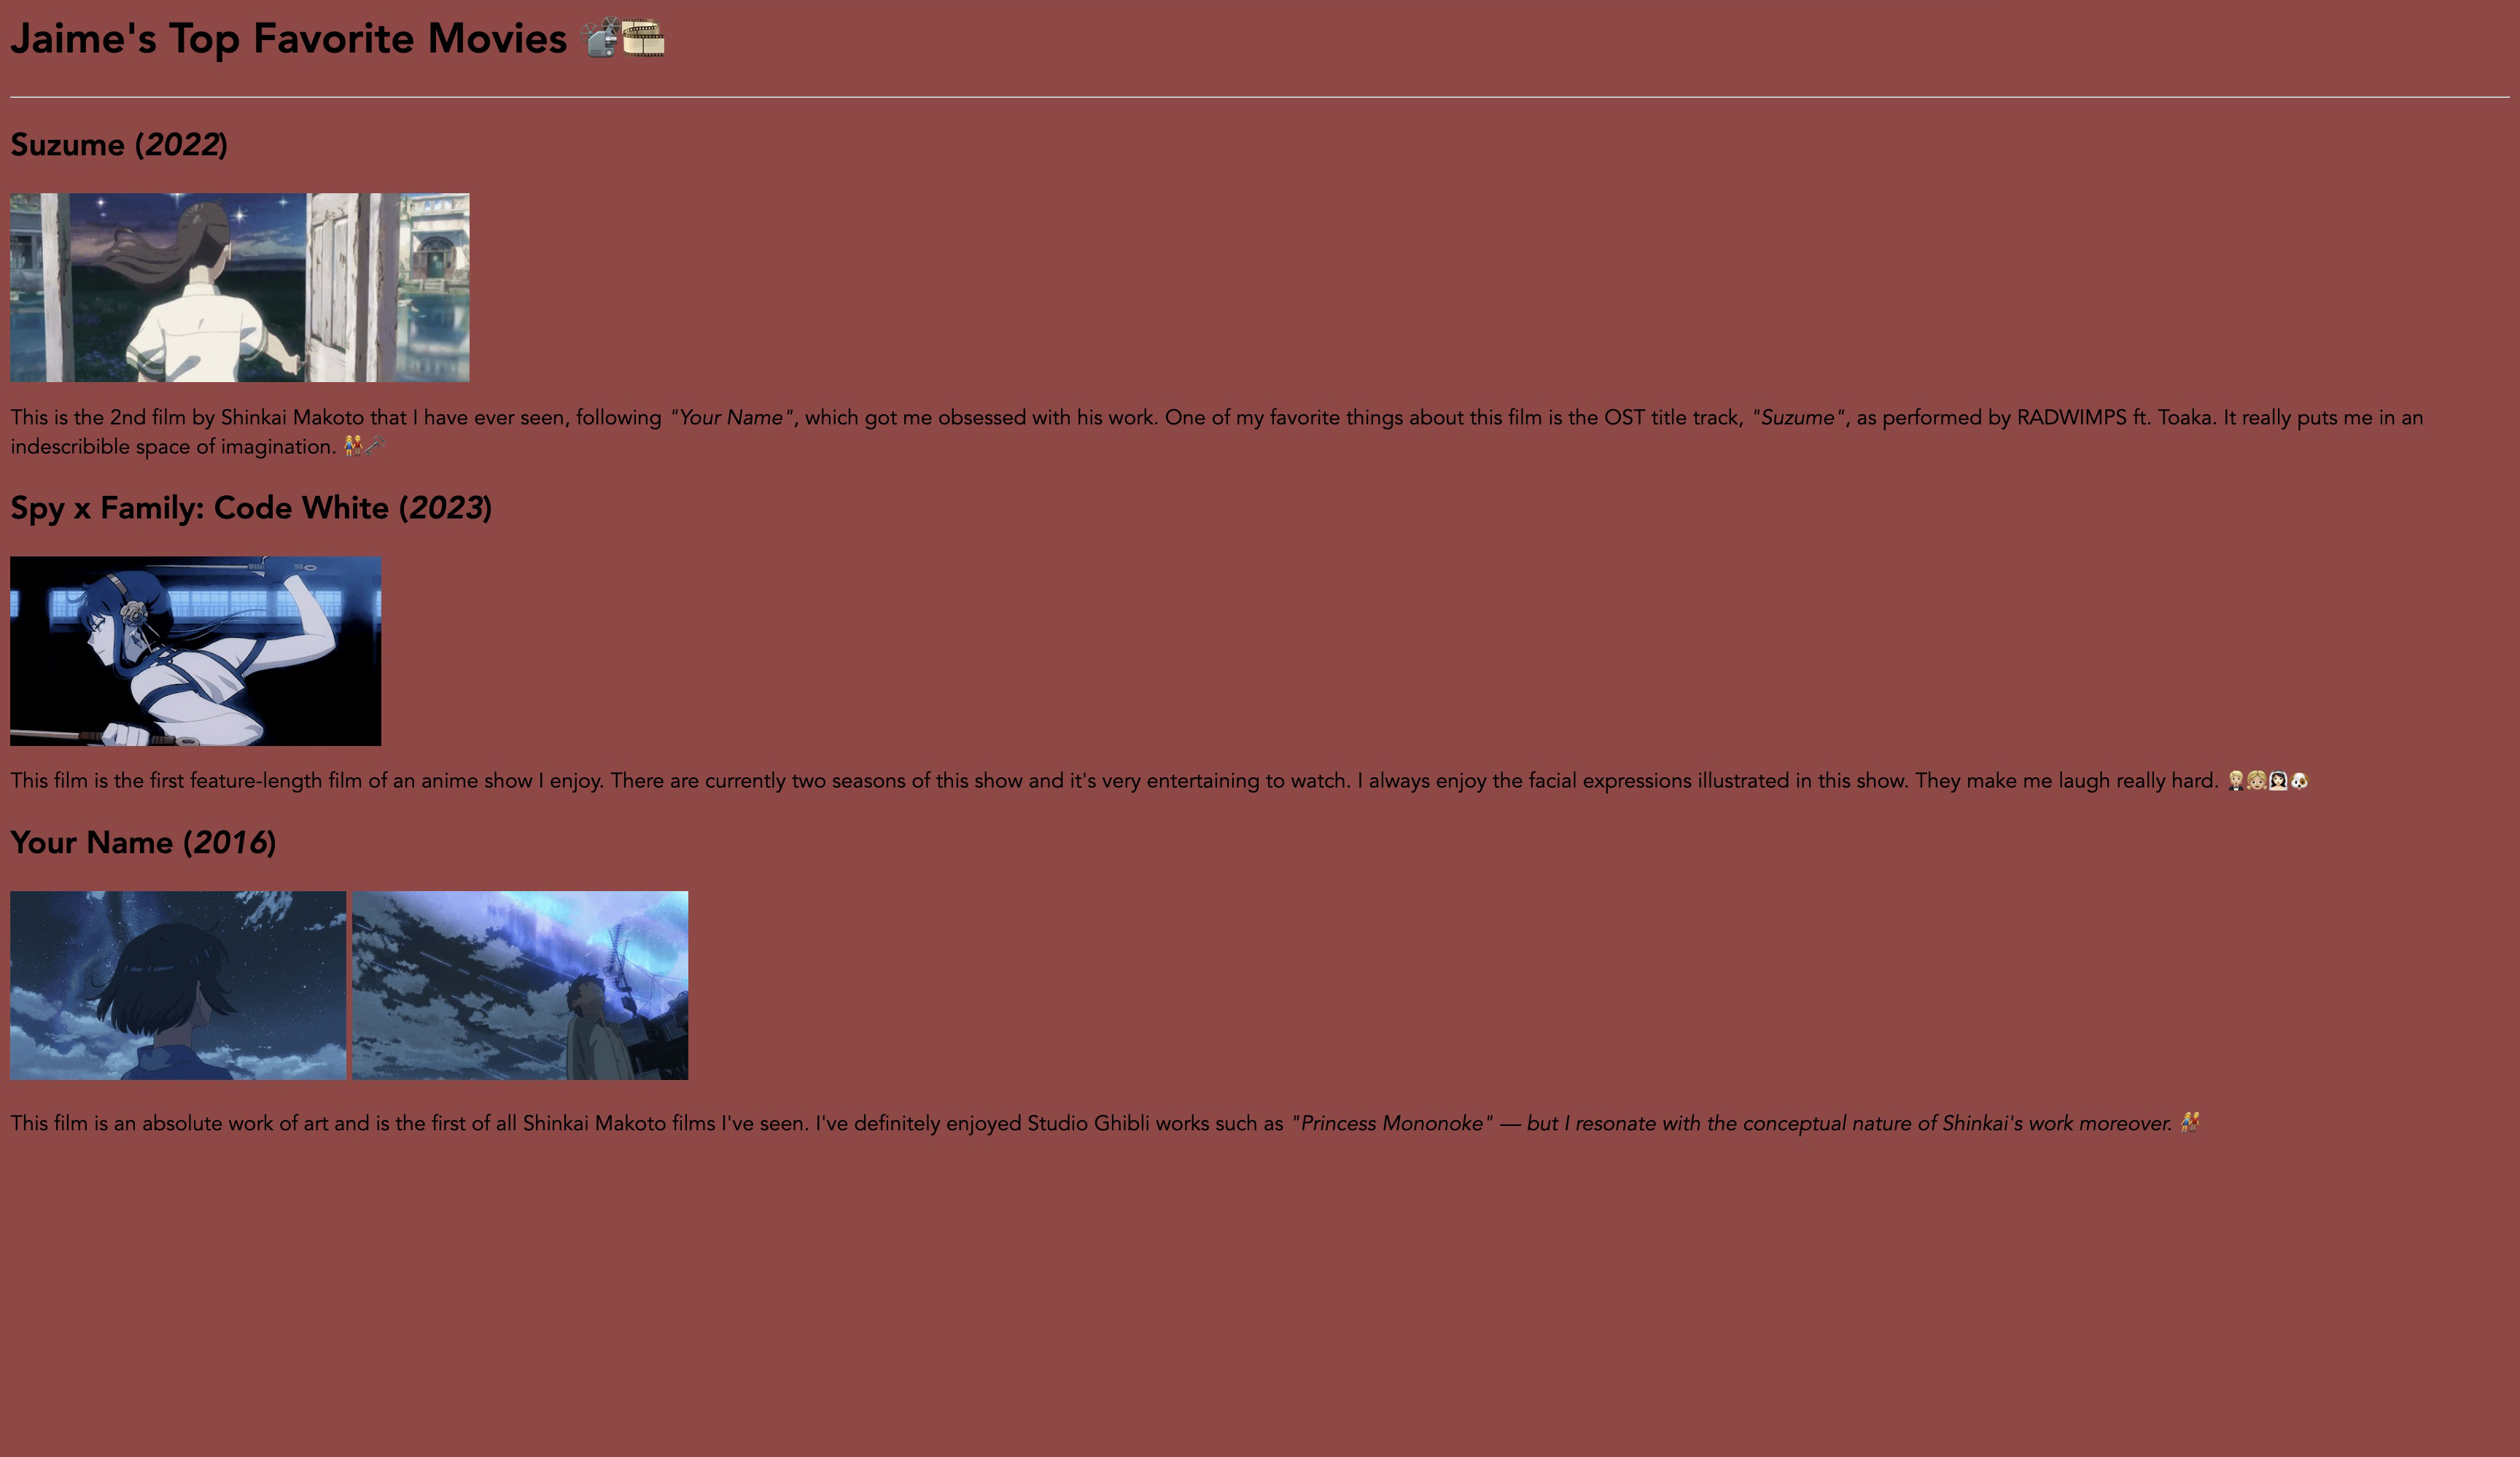 Jaime's Top Favorite Movies 📽️🎞️
Suzume (2022)
This is the 2nd film by Shinkai Makoto that I have ever seen, following "Your Name", which got me obsessed with his work. One of my favorite things about this film is the OST title track, "Suzume", as performed by RADWIMPS ft. Toaka. It really puts me in an
indescribible space of imagination. 👫🗝️
Spy x Family: Code White (2023)
This film is the first feature-length film of an anime show I enjoy. There are currently two seasons of this show and it's very entertaining to watch. I always enjoy the facial expressions illustrated in this show. They make me laugh really hard. 🤵🏼👧🏼👰🏻🐶
Your Name (2016)
This film is an absolute work of art and is the first of all Shinkai Makoto films I've seen. I've definitely enjoyed Studio Ghibli works such as "Princess Mononoke" — but I resonate with the conceptual nature of Shinkai's work moreover. 👫